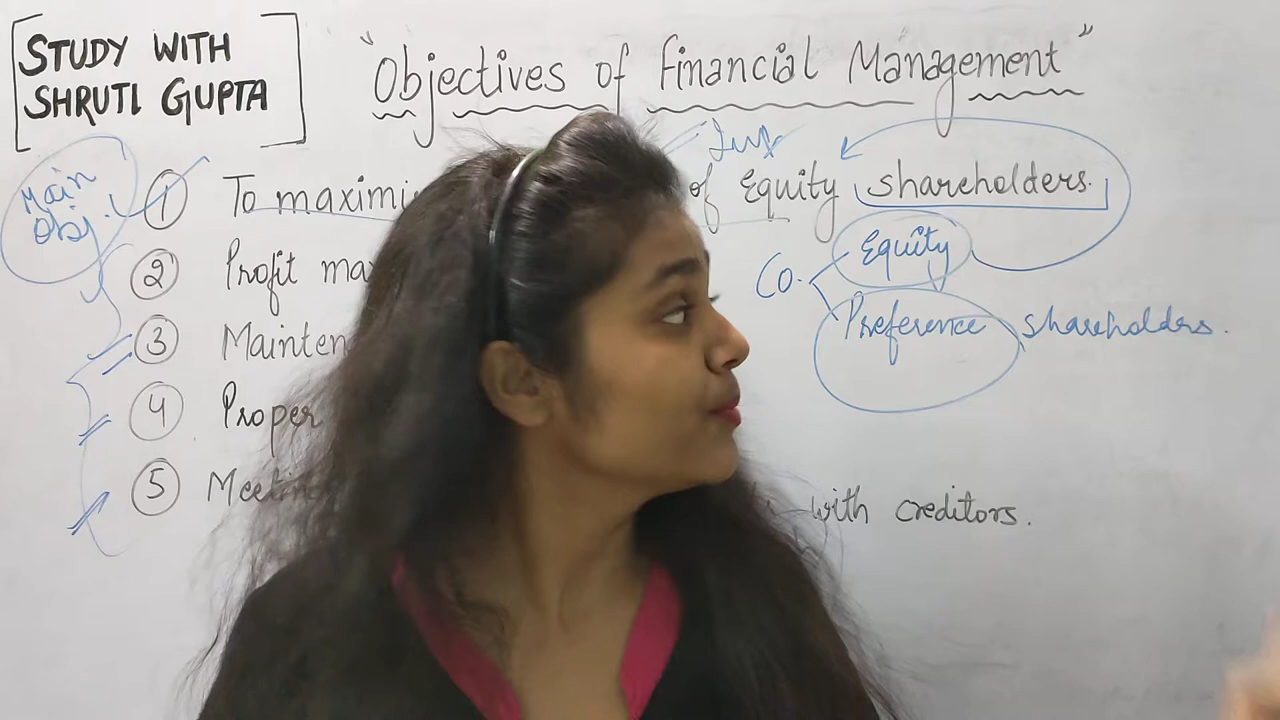 STUDY WITH
SHRUTI GUPTA
"Objectives of Financial Management"
Main
Obj.
① To maximi of Equity shareholders.
② Profit ma
Co. Equity
Preference shareholders.
③ Mainten
④ Proper
⑤ Meetin with creditors.